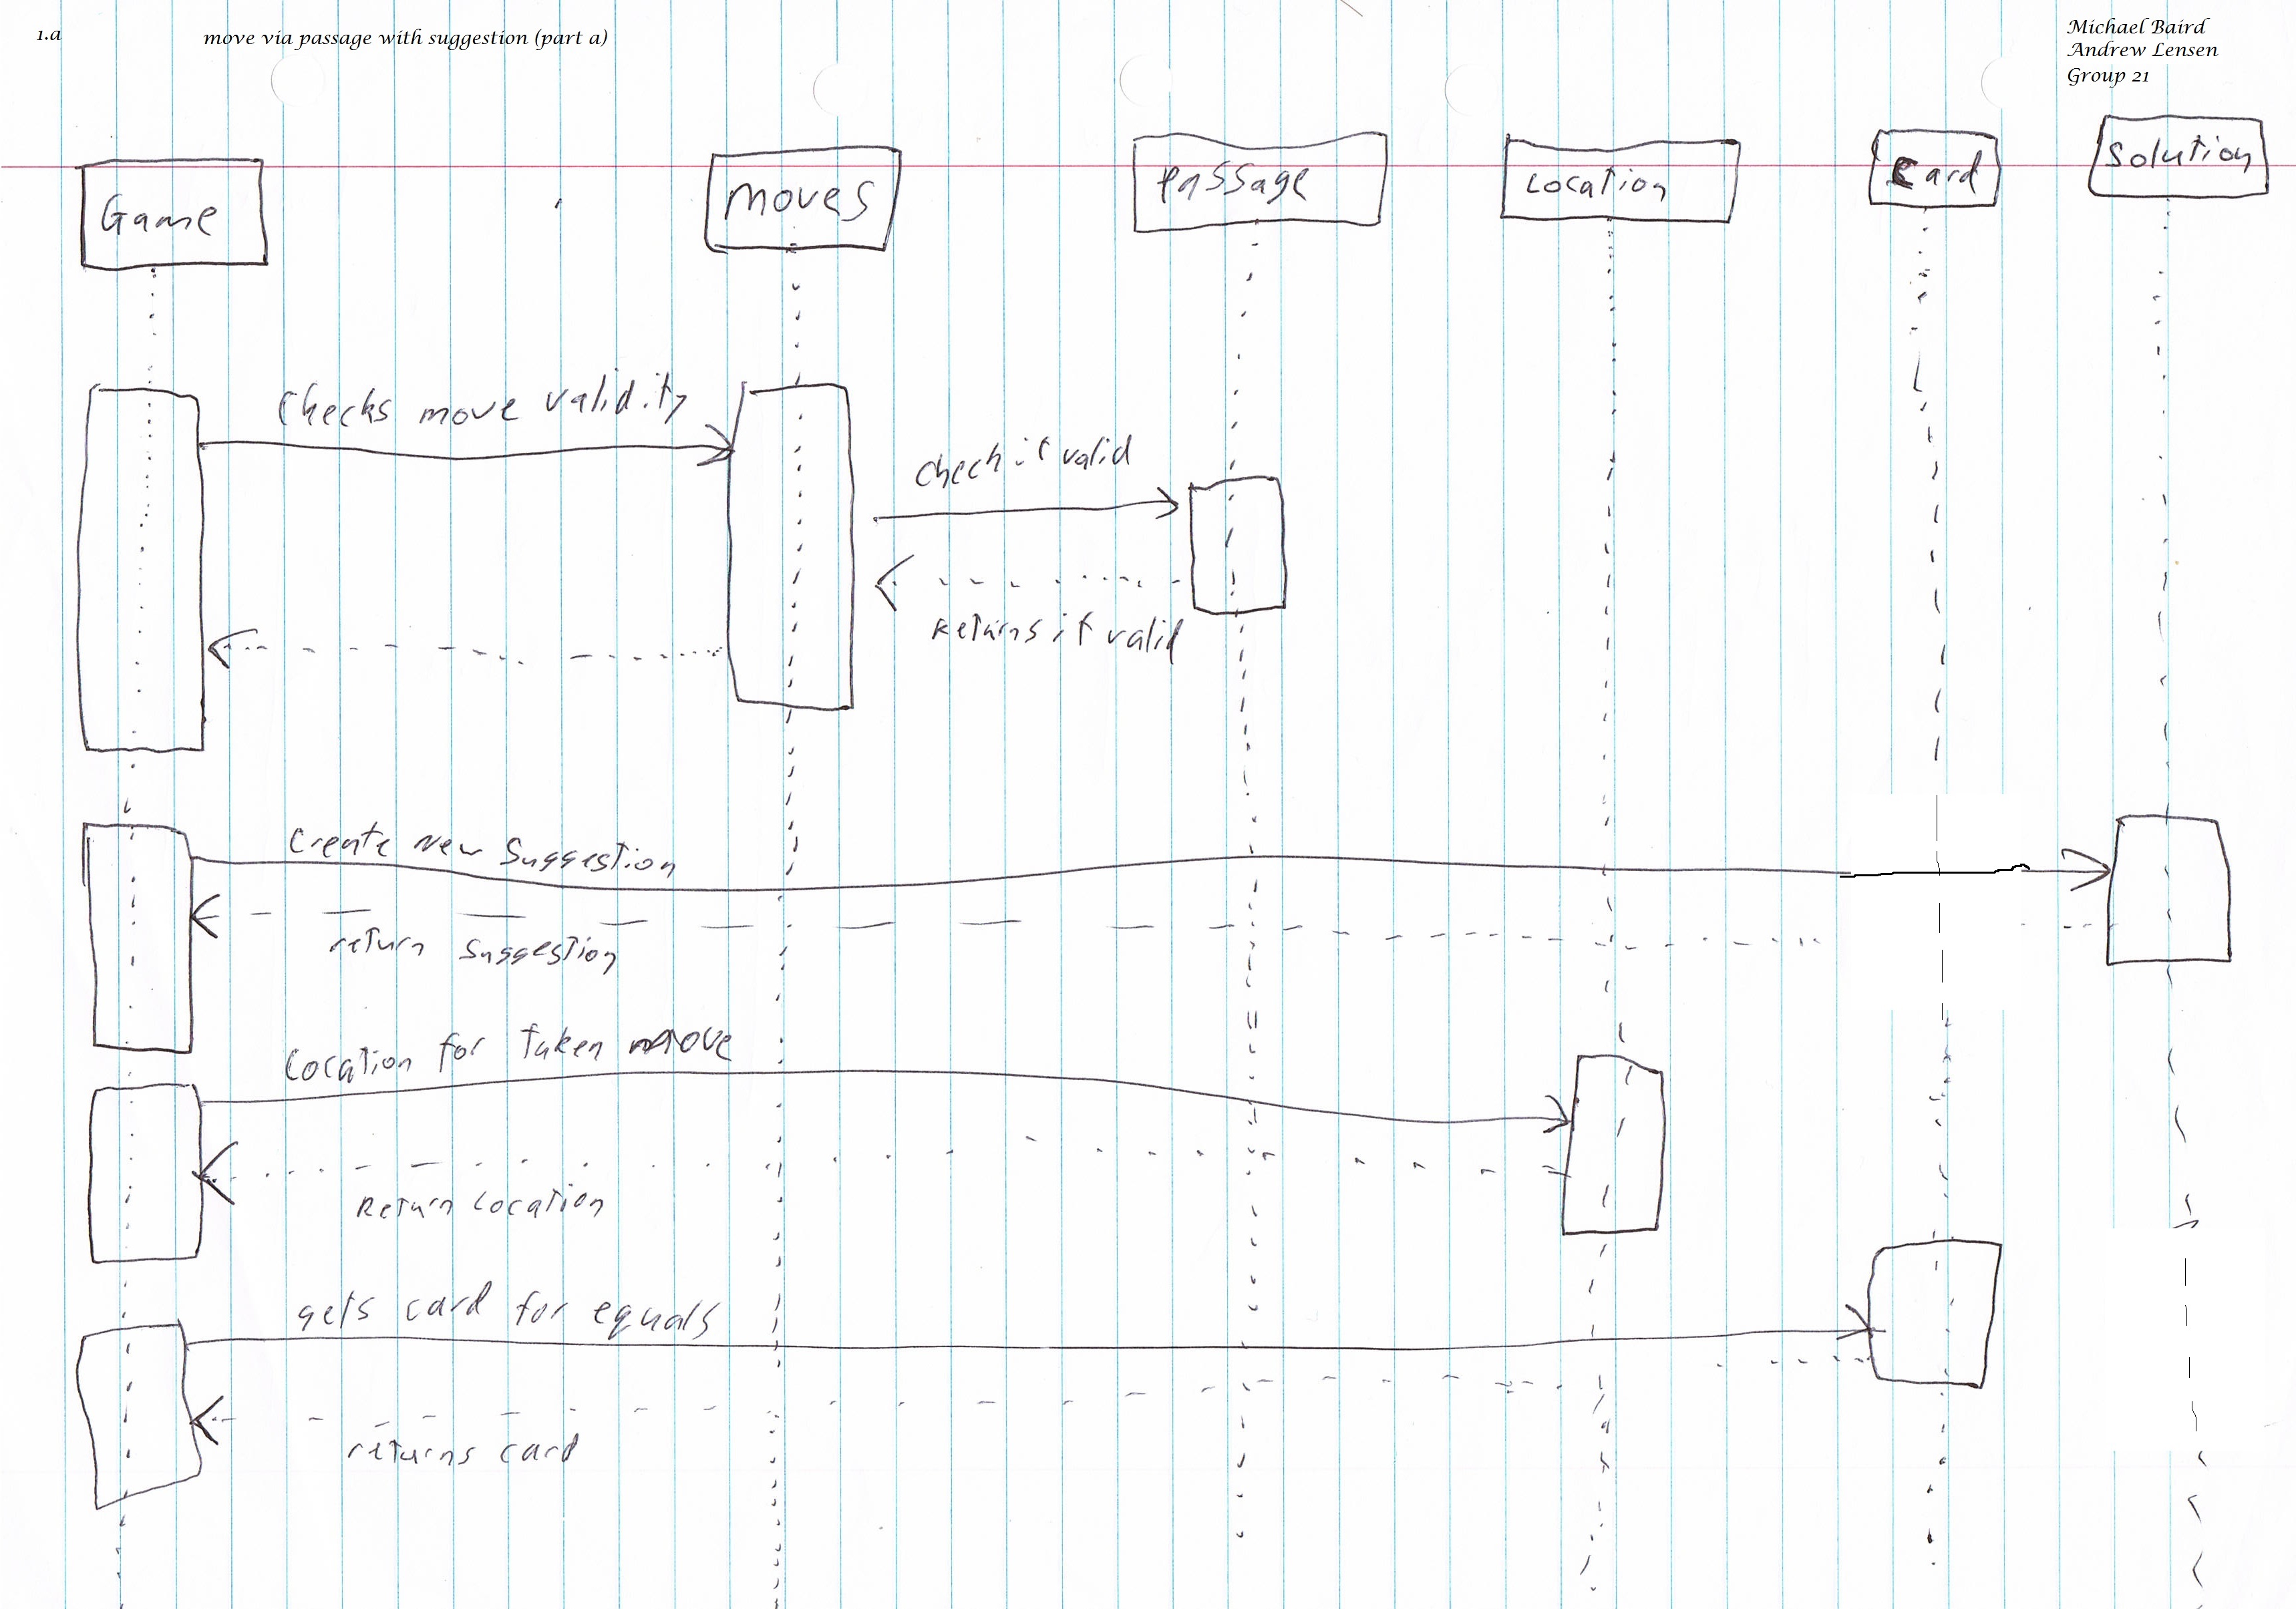 1.a
move via passage with suggestion (part a)
Michael Baird
Andrew Lensen
Group 21
Game
moves
Passage
Location
Card
Solution
Checks move validity
check if valid
Returns if valid
Create New Suggestion
return Suggestion
Location for taken move
Return Location
gets card for equals
returns card